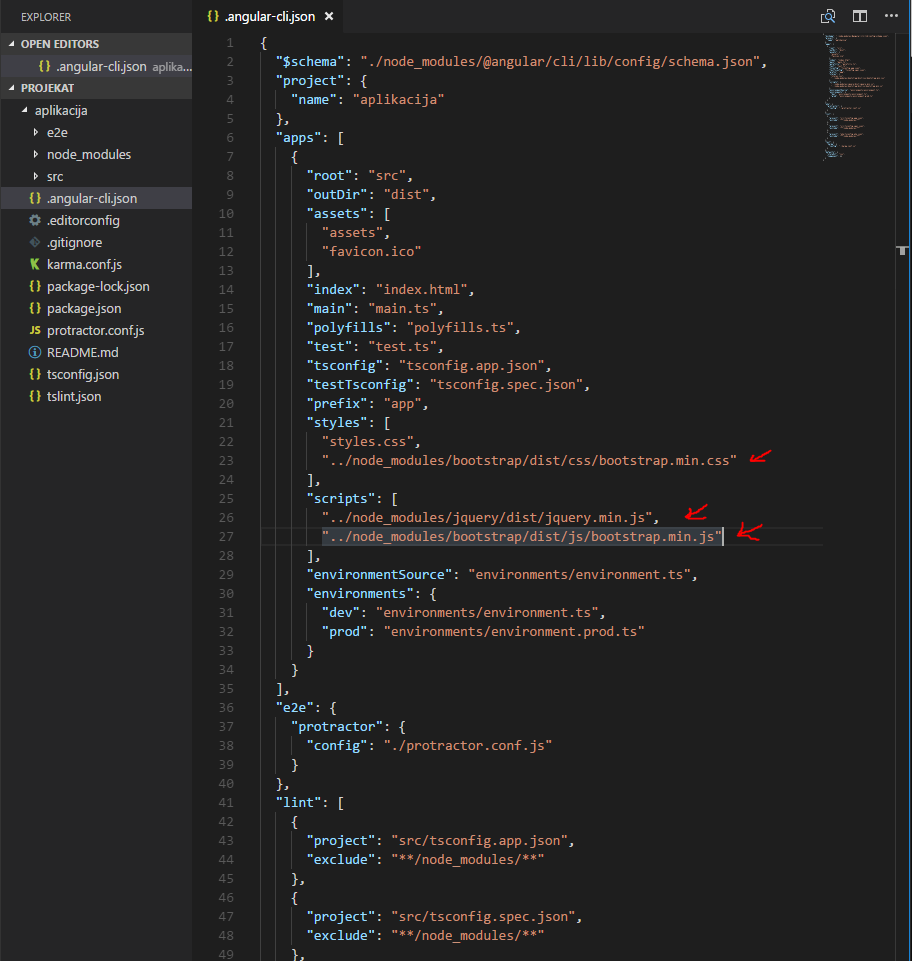 EXPLORER
OPEN EDITORS
{} .angular-cli.json aplika...
PROJEKAT
aplikacija
e2e
node_modules
src
{} .angular-cli.json
.editorconfig
.gitignore
karma.conf.js
{} package-lock.json
{} package.json
JS protractor.conf.js
README.md
{} tsconfig.json
{} tslint.json
{} .angular-cli.json ×
1 {
2 "$schema": "./node_modules/@angular/cli/lib/config/schema.json",
3 "project": {
4 "name": "aplikacija"
5 },
6 "apps": [
7 {
8 "root": "src",
9 "outDir": "dist",
10 "assets": [
11 "assets",
12 "favicon.ico"
13 ],
14 "index": "index.html",
15 "main": "main.ts",
16 "polyfills": "polyfills.ts",
17 "test": "test.ts",
18 "tsconfig": "tsconfig.app.json",
19 "testTsconfig": "tsconfig.spec.json",
20 "prefix": "app",
21 "styles": [
22 "styles.css",
23 "../node_modules/bootstrap/dist/css/bootstrap.min.css"
24 ],
25 "scripts": [
26 "../node_modules/jquery/dist/jquery.min.js",
27 "../node_modules/bootstrap/dist/js/bootstrap.min.js"
28 ],
29 "environmentSource": "environments/environment.ts",
30 "environments": {
31 "dev": "environments/environment.ts",
32 "prod": "environments/environment.prod.ts"
33 }
34 }
35 ],
36 "e2e": {
37 "protractor": {
38 "config": "./protractor.conf.js"
39 }
40 },
41 "lint": [
42 {
43 "project": "src/tsconfig.app.json",
44 "exclude": "**/node_modules/**"
45 },
46 {
47 "project": "src/tsconfig.spec.json",
48 "exclude": "**/node_modules/**"
49 },